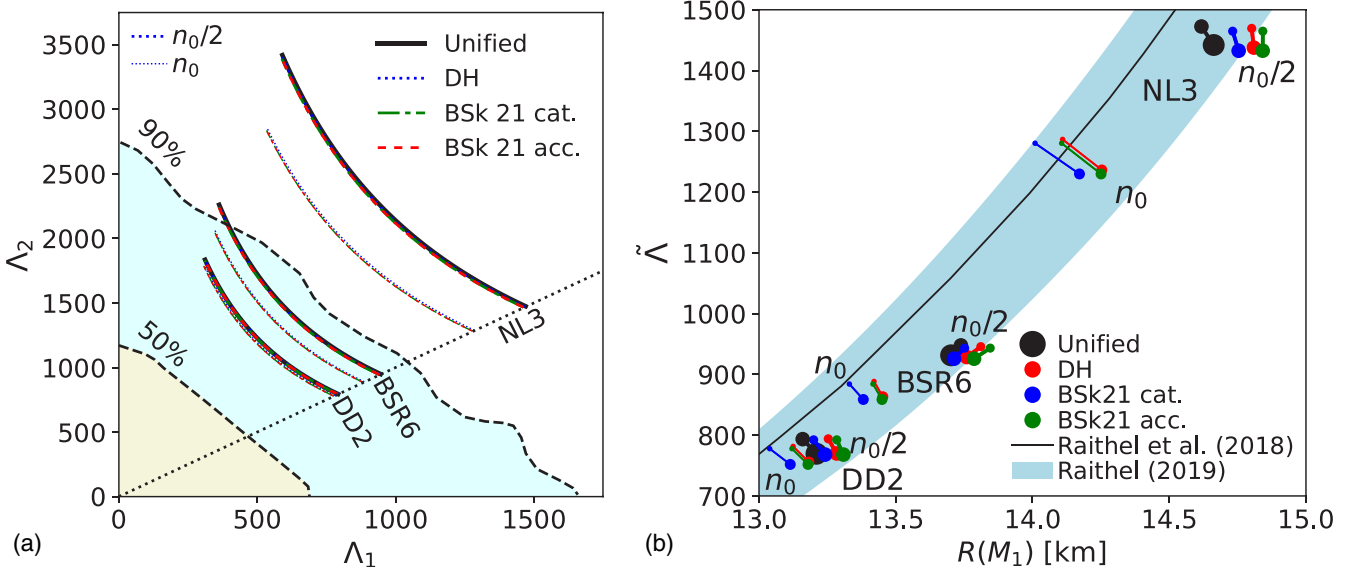 3500
3000
2500
2000
1500
1000
500
0
Λ₂
n₀/2
n₀
Unified
DH
BSk 21 cat.
BSk 21 acc.
90%
50%
NL3
BSR6
DD2
0
500
1000
1500
(a)
Λ₁
1500
1400
1300
1200
1100
1000
900
800
700
Λ̃
n₀/2
NL3
n₀
n₀/2
n₀
BSR6
n₀/2
n₀
DD2
Unified
DH
BSk21 cat.
BSk21 acc.
Raithel et al. (2018)
Raithel (2019)
13.0
13.5
14.0
14.5
15.0
(b)
R(M₁) [km]